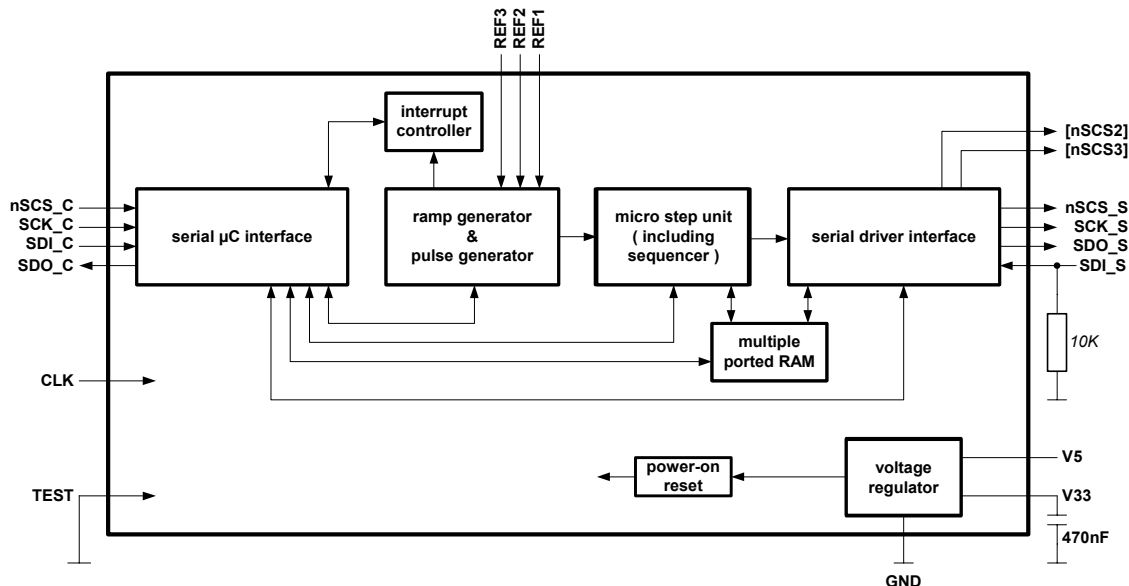 REF3
REF2
REF1
interrupt
controller
[nSCS2]
[nSCS3]
nSCS_C
SCK_C
SDI_C
SDO_C
serial µC interface
ramp generator
&
pulse generator
micro step unit
( including
sequencer )
serial driver interface
nSCS_S
SCK_S
SDO_S
SDI_S
multiple
ported RAM
10K
CLK
TEST
power-on
reset
voltage
regulator
V5
V33
470nF
GND